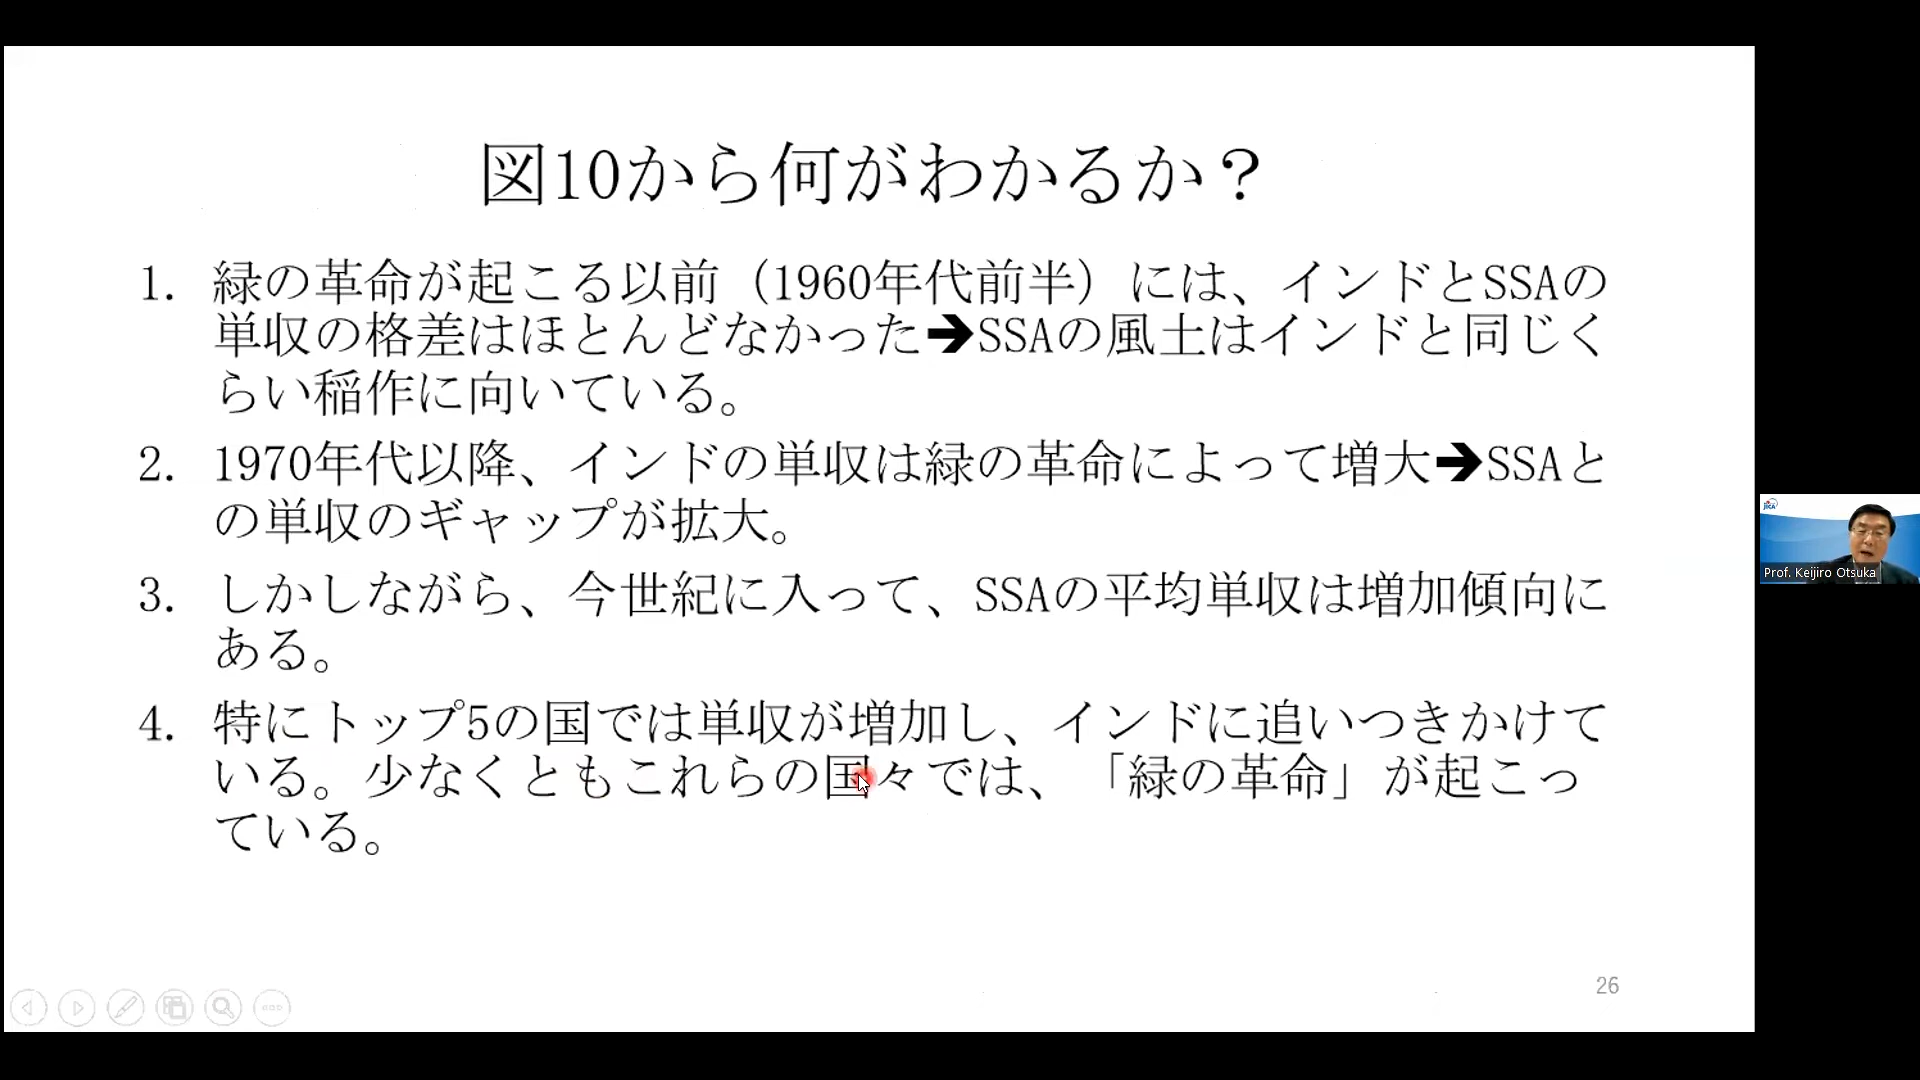 図10から何がわかるか？
1. 緑の革命が起こる以前（1960年代前半）には、インドとSSAの
単収の格差はほとんどなかった➔SSAの風土はインドと同じく
らい稲作に向いている。
2. 1970年代以降、インドの単収は緑の革命によって増大➔SSAと
の単収のギャップが拡大。
3. しかしながら、今世紀に入って、SSAの平均単収は増加傾向に
ある。
4. 特にトップ5の国では単収が増加し、インドに追いつきかけて
いる。少なくともこれらの国々では、「緑の革命」が起こっ
ている。
26
JICA
Prof. Keijiro Otsuka